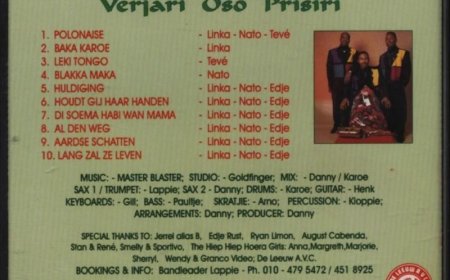 Verjari Oso Prisiri
1. POLONAISE - Linka - Nato - Tevé
2. BAKA KAROE - Linka
3. LEKI TONGO - Tevé
4. BLAKKA MAKA - Nato
5. HULDIGING - Linka - Nato - Edje
6. HOUDT GIJ HAAR HANDEN - Linka - Nato - Edje
7. DI SOEMA HABI WAN MAMA - Linka - Nato - Edje
8. AL DEN WEG - Linka - Nato - Edje
9. AARDSE SCHATTEN - Linka - Nato - Edje
10. LANG ZAL ZE LEVEN - Linka - Nato - Edje
MUSIC: - MASTER BLASTER; STUDIO: - Goldfinger; MIX: - Danny / Karoe
SAX 1 / TRUMPET: - Lappie; SAX 2 - Danny; DRUMS: - Karoe; GUITAR: - Henk
KEYBOARDS: - Gill; BASS: - Paultje; SKRATJIE: - Arno; PERCUSSION: - Kloppie;
ARRANGEMENTS: Danny; PRODUCER: Danny
SPECIAL THANKS TO: Jerrel alias B, Edje Rust, Ryan Limon, August Cabenda,
Stan & René, Smelly & Sportivo, The Hiep Hiep Hoera Girls: Anna,Margreth,Marjorie,
Sherryl, Wendy & Granco Video; De Leeuw A.V.C.
BOOKINGS & INFO: Bandleader Lappie - Ph. 010 - 479 5472 / 451 8925